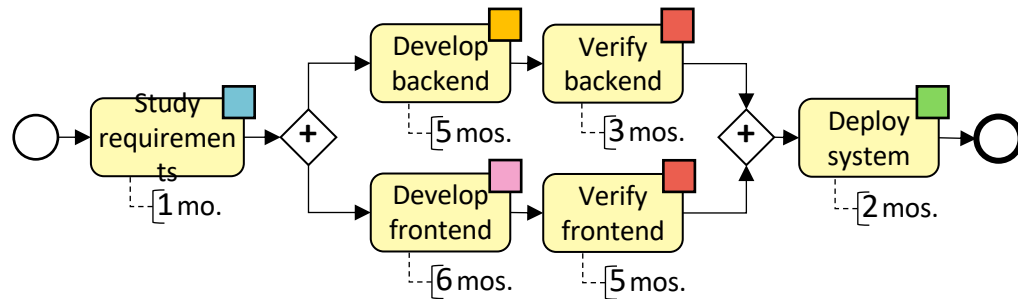 Study
requiremen
ts
1 mo.
+
Develop
backend
5 mos.
Verify
backend
3 mos.
Develop
frontend
6 mos.
Verify
frontend
5 mos.
+
Deploy
system
2 mos.